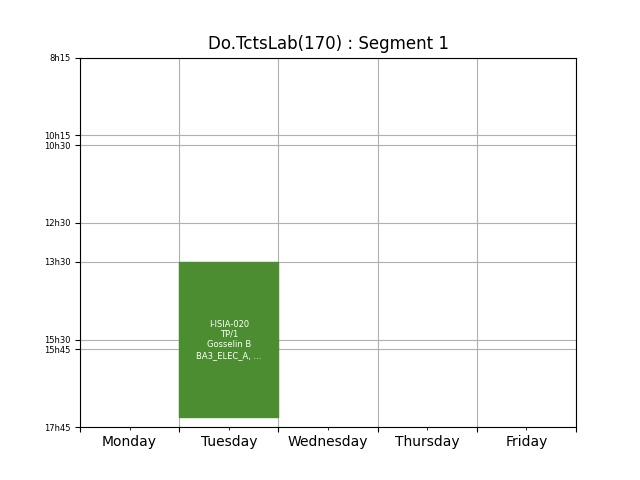 Do.TctsLab(170) : Segment 1
8h15
10h15
10h30
12h30
13h30
I-ISIA-020
TP/1
Gosselin B
BA3_ELEC_A, ...
15h30
15h45
17h45
Monday Tuesday Wednesday Thursday Friday